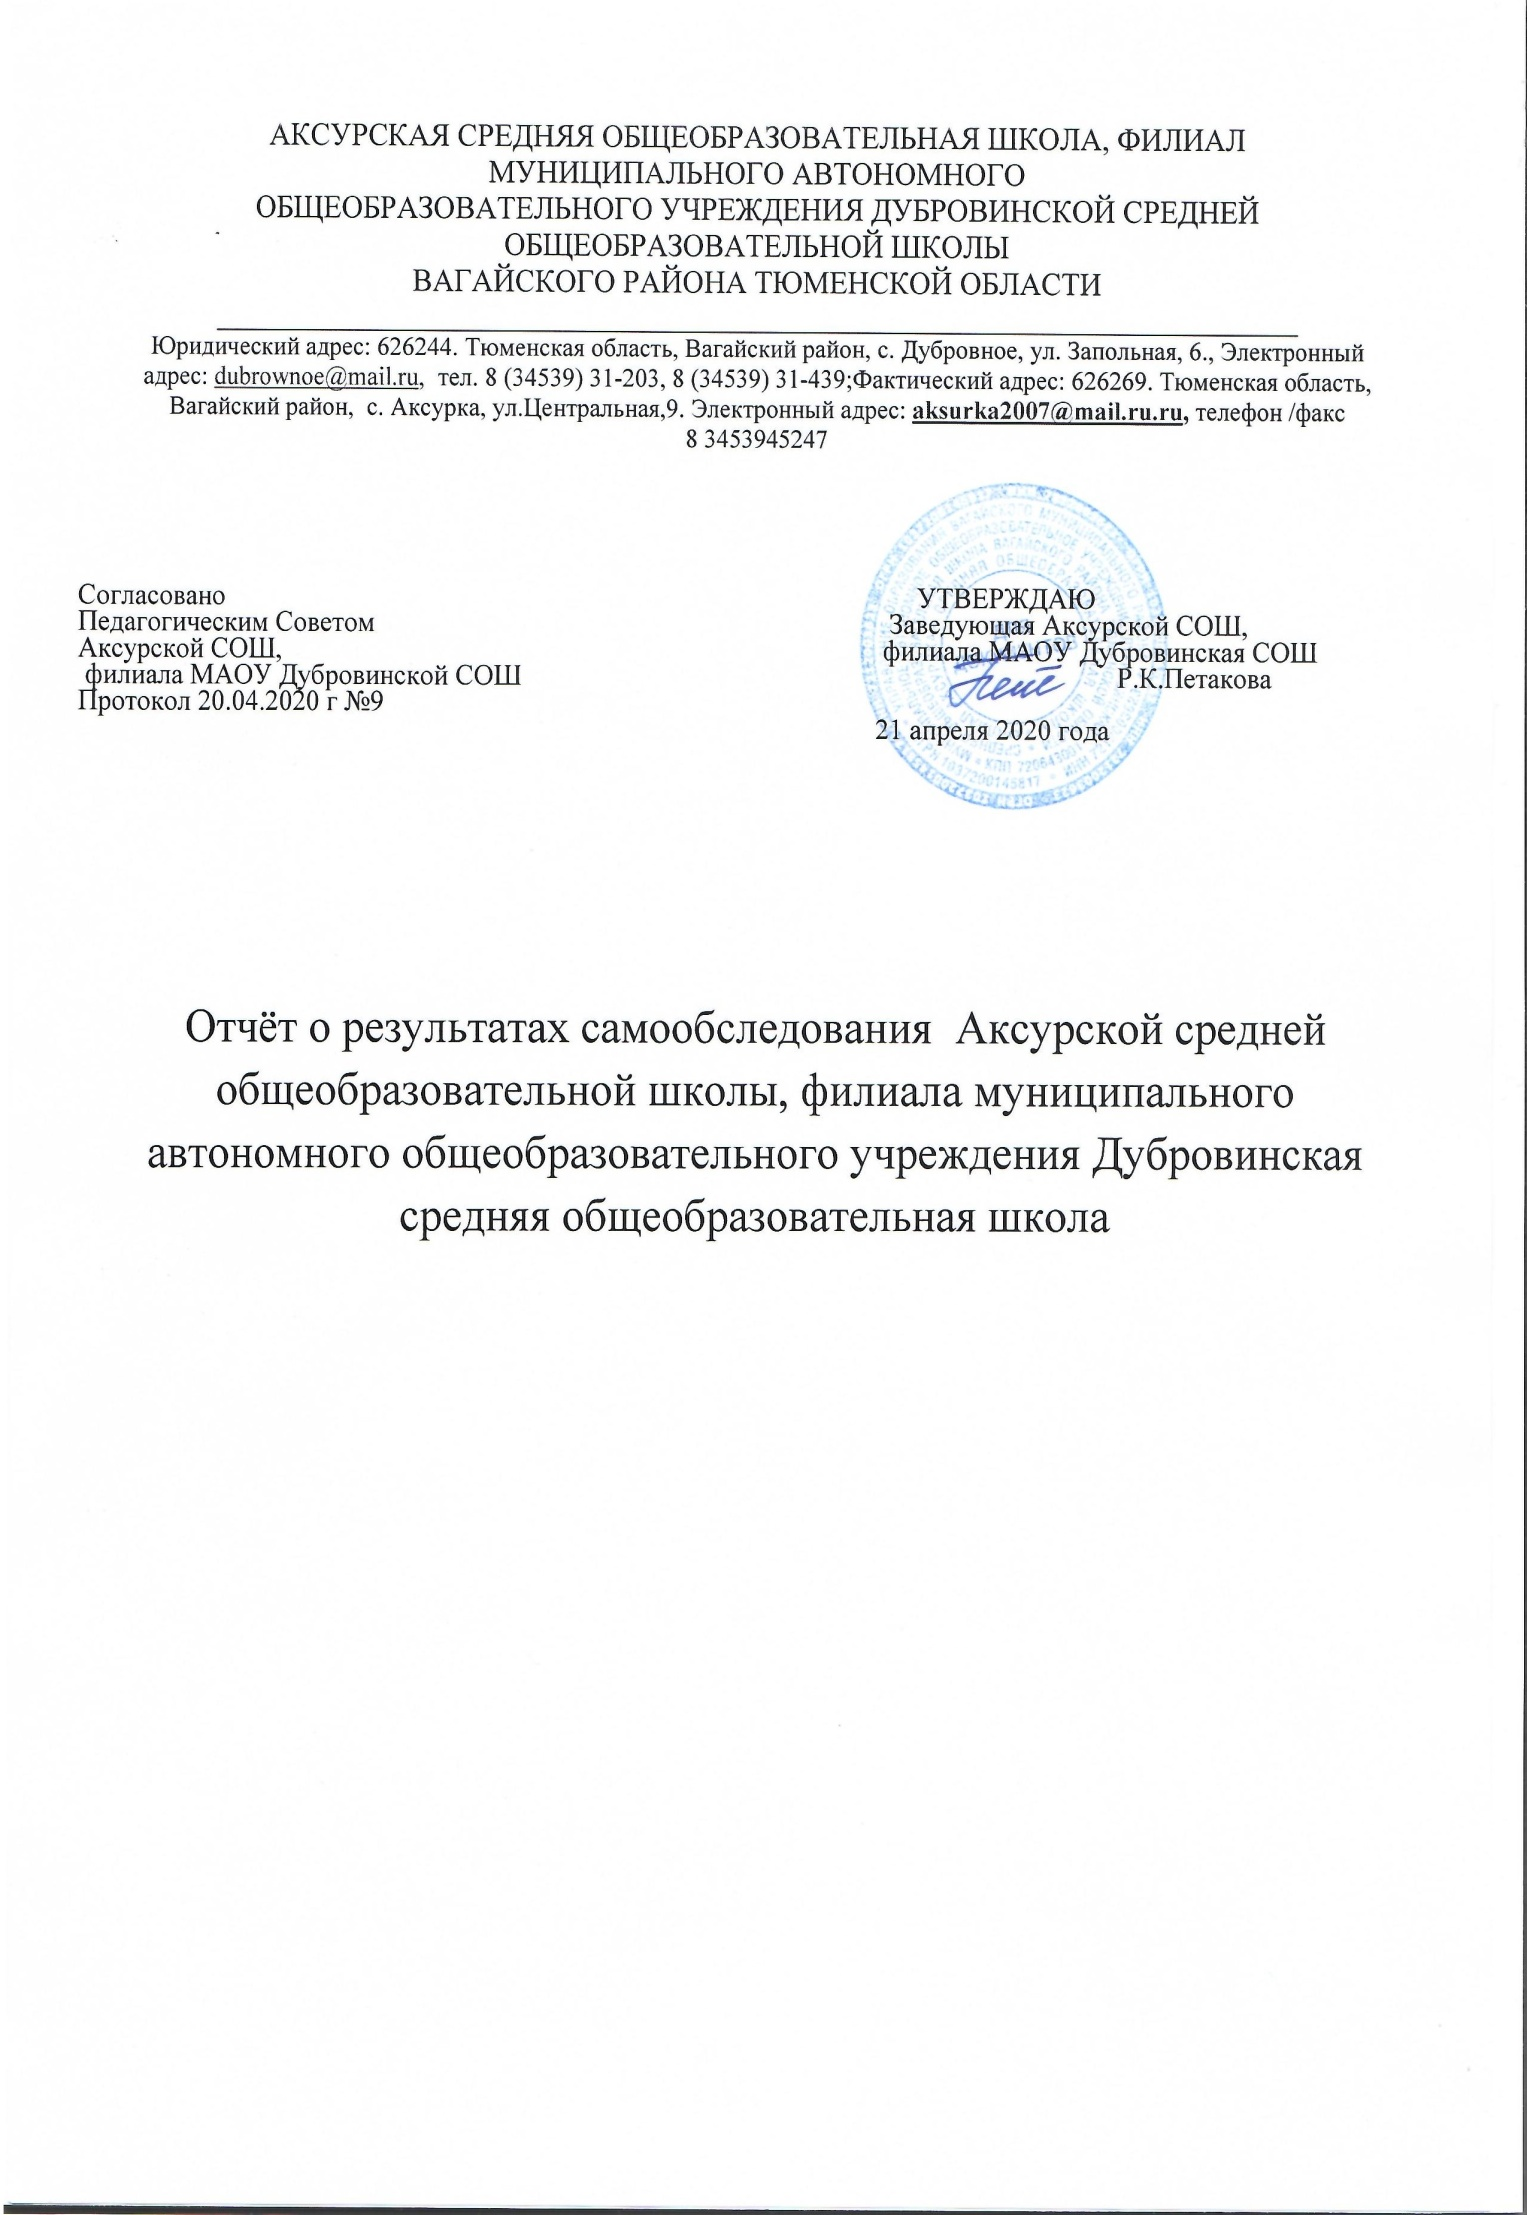 АКСУРСКАЯ СРЕДНЯЯ ОБЩЕОБРАЗОВАТЕЛЬНАЯ ШКОЛА, ФИЛИАЛ
МУНИЦИПАЛЬНОГО АВТОНОМНОГО
ОБЩЕОБРАЗОВАТЕЛЬНОГО УЧРЕЖДЕНИЯ ДУБРОВИНСКОЙ СРЕДНЕЙ
ОБЩЕОБРАЗОВАТЕЛЬНОЙ ШКОЛЫ
ВАГАЙСКОГО РАЙОНА ТЮМЕНСКОЙ ОБЛАСТИ
Юридический адрес: 626244. Тюменская область, Вагайский район, с. Дубровное, ул. Запольная, 6., Электронный
адрес: dubrownoe@mail.ru, тел. 8 (34539) 31-203, 8 (34539) 31-439;Фактический адрес: 626269. Тюменская область,
Вагайский район, с. Аксурка, ул.Центральная,9. Электронный адрес: aksurka2007@mail.ru.ru, телефон /факс
8 3453945247
Согласовано
Педагогическим Советом
Аксурской СОШ,
филиала МАОУ Дубровинской СОШ
Протокол 20.04.2020 г №9
УТВЕРЖДАЮ
Заведующая Аксурской СОШ,
филиала МАОУ Дубровинская СОШ
Р.К.Петакова
21 апреля 2020 года
Отчёт о результатах самообследования Аксурской средней
общеобразовательной школы, филиала муниципального
автономного общеобразовательного учреждения Дубровинская
средняя общеобразовательная школа